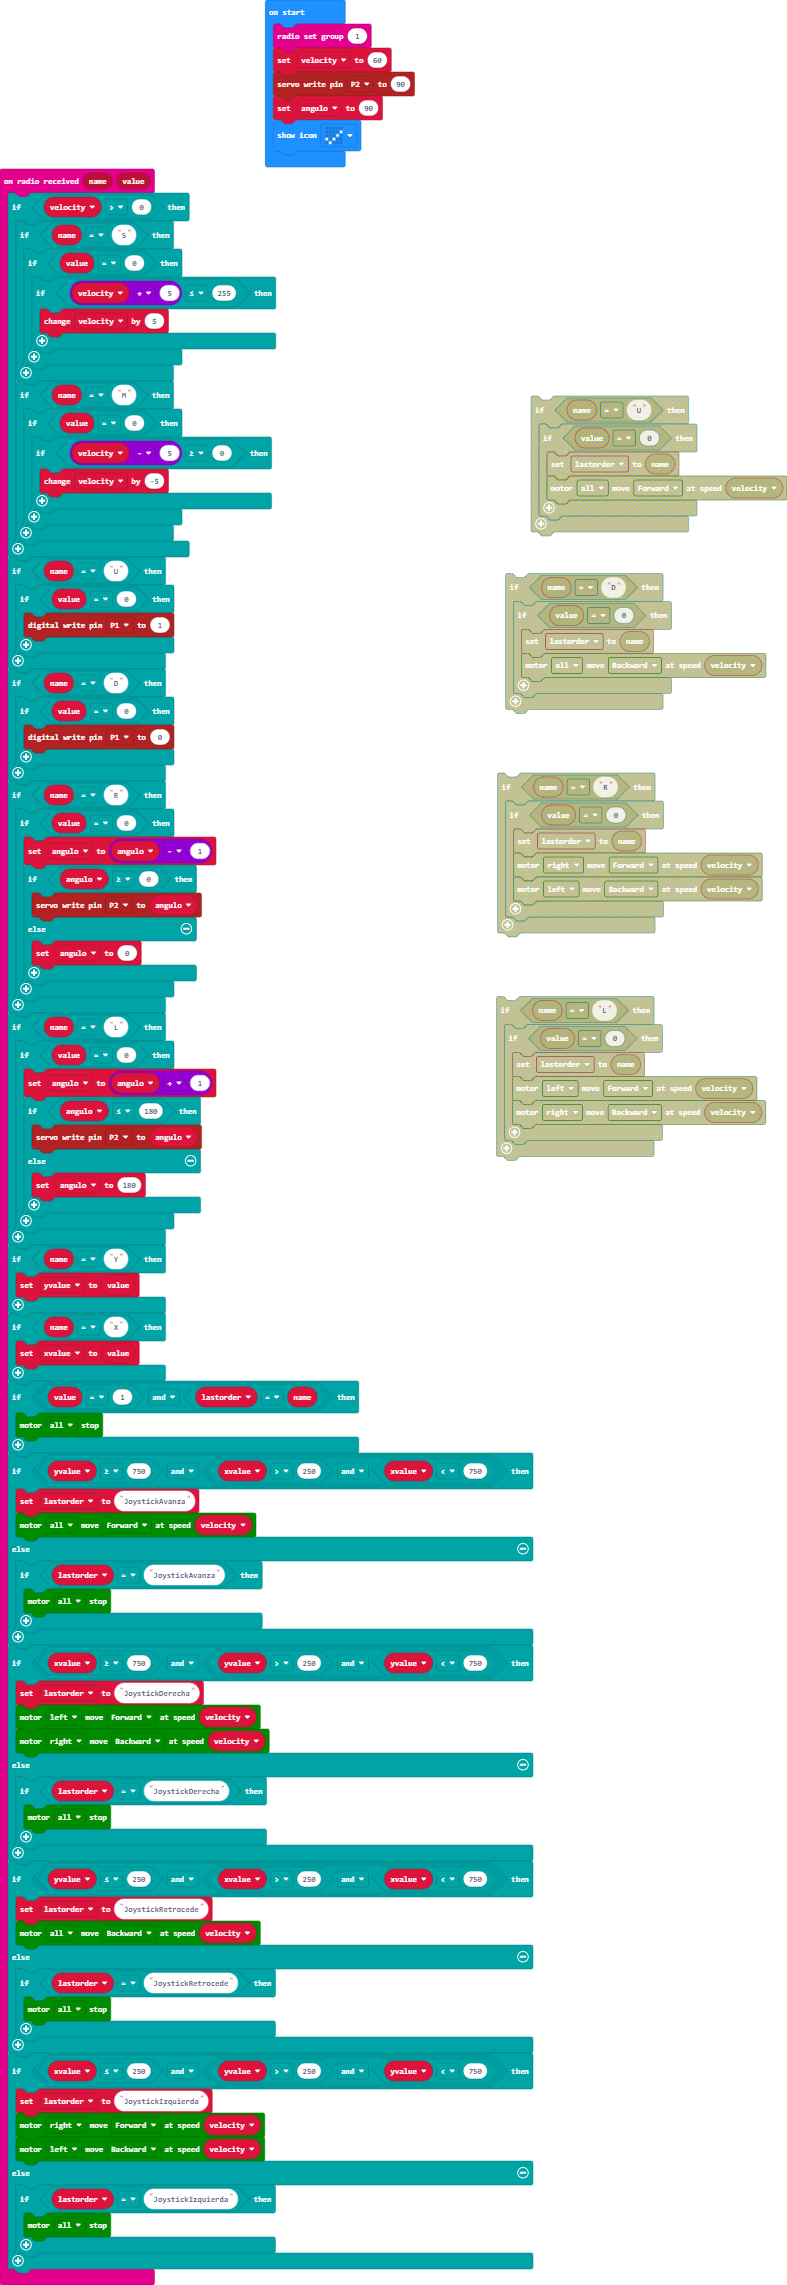 on start
radio set group 1
set velocity to 60
servo write pin P2 to 90
set angulo to 90
show icon
on radio received name value
if velocity > 0 then
if name = "S" then
if value = 0 then
if velocity + 5 ≤ 255 then
change velocity by 5
if name = "M" then
if value = 0 then
if velocity - 5 ≥ 0 then
change velocity by -5
if name = "U" then
if value = 0 then
digital write pin P1 to 1
if name = "D" then
if value = 0 then
digital write pin P1 to 0
if name = "R" then
if value = 0 then
set angulo to angulo - 1
if angulo ≥ 0 then
servo write pin P2 to angulo
else
set angulo to 0
if name = "L" then
if value = 0 then
set angulo to angulo + 1
if angulo ≤ 180 then
servo write pin P2 to angulo
else
set angulo to 180
if name = "Y" then
set yvalue to value
if name = "X" then
set xvalue to value
if value = 1 and lastorder = name then
motor all stop
if yvalue ≥ 750 and xvalue > 250 and xvalue < 750 then
set lastorder to "JoystickAvanza"
motor all move Forward at speed velocity
else
if lastorder = "JoystickAvanza" then
motor all stop
if xvalue ≥ 750 and yvalue > 250 and yvalue < 750 then
set lastorder to "JoystickDerecha"
motor left move Forward at speed velocity
motor right move Backward at speed velocity
else
if lastorder = "JoystickDerecha" then
motor all stop
if yvalue ≤ 250 and xvalue > 250 and xvalue < 750 then
set lastorder to "JoystickRetrocede"
motor all move Backward at speed velocity
else
if lastorder = "JoystickRetrocede" then
motor all stop
if xvalue ≤ 250 and yvalue > 250 and yvalue < 750 then
set lastorder to "JoystickIzquierda"
motor right move Forward at speed velocity
motor left move Backward at speed velocity
else
if lastorder = "JoystickIzquierda" then
motor all stop
if name = "U" then
if value = 0 then
set lastorder to name
motor all move Forward at speed velocity
if name = "D" then
if value = 0 then
set lastorder to name
motor all move Backward at speed velocity
if name = "R" then
if value = 0 then
set lastorder to name
motor right move Forward at speed velocity
motor left move Backward at speed velocity
if name = "L" then
if value = 0 then
set lastorder to name
motor left move Forward at speed velocity
motor right move Backward at speed velocity